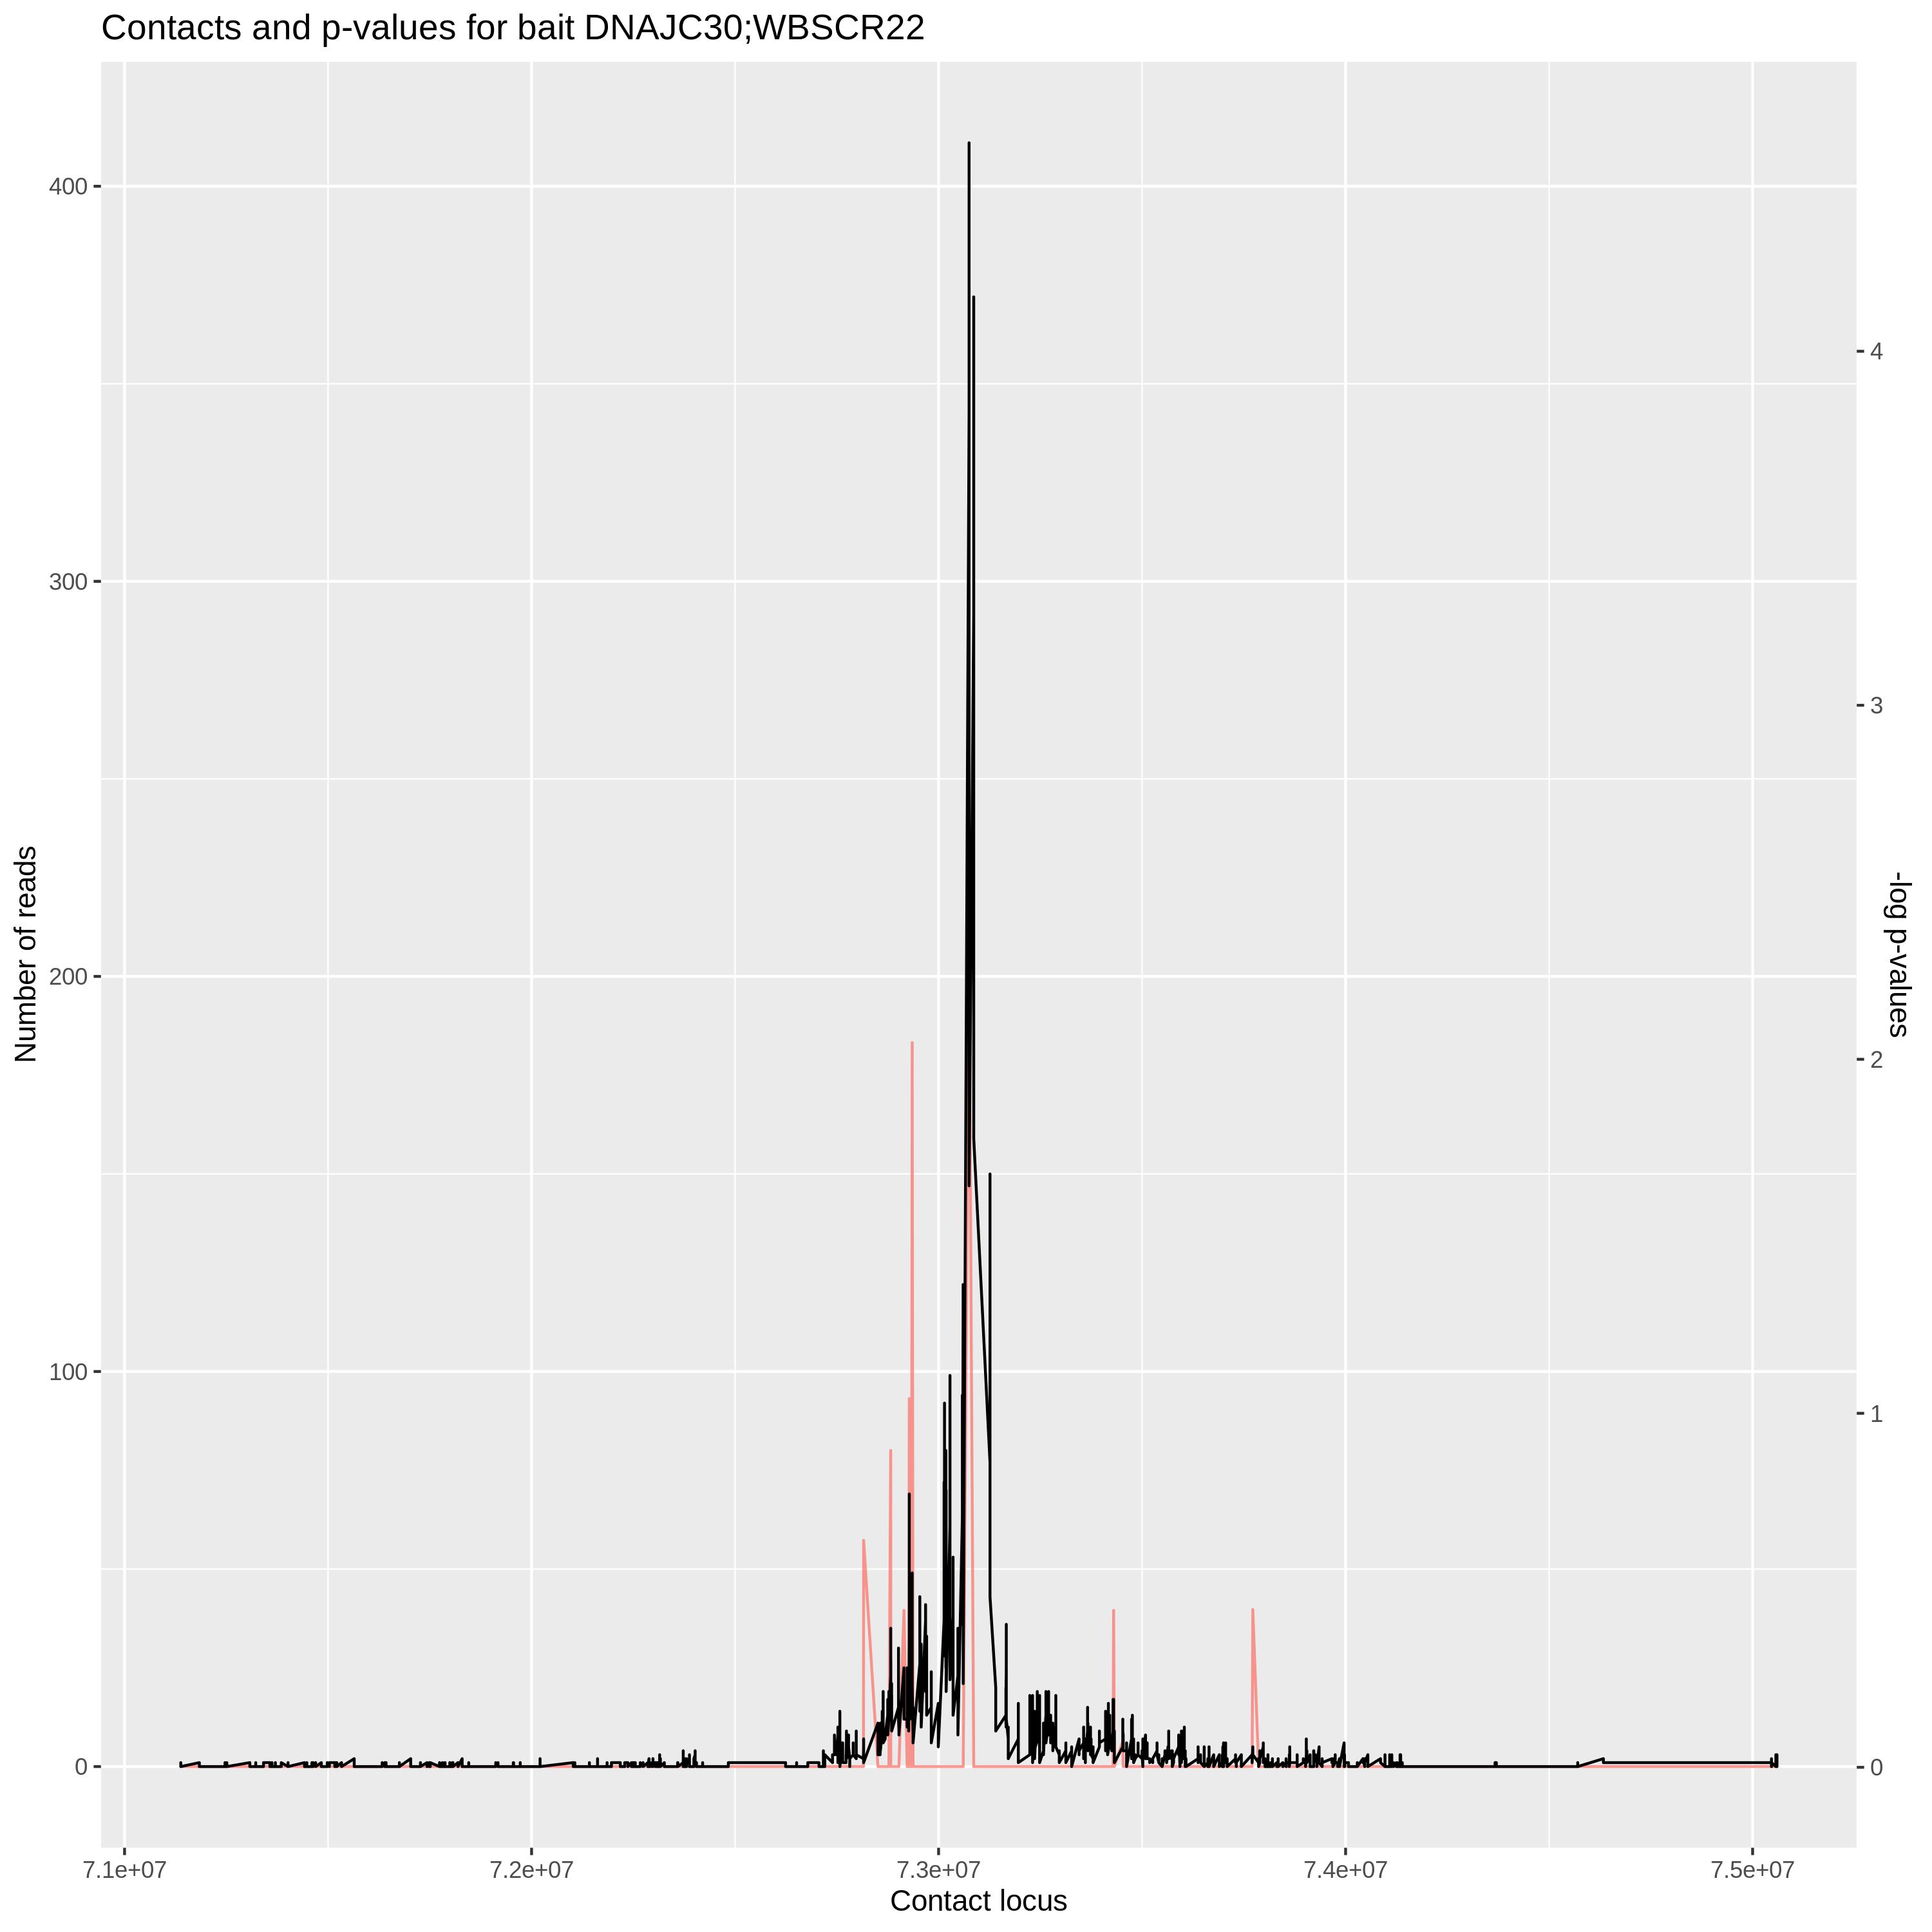 Contacts and p-values for bait DNAJC30;WBSCR22
400
300
200
100
0
Number of reads
4
3
2
1
0
-log p-values
7.1e+07
7.2e+07
7.3e+07
7.4e+07
7.5e+07
Contact locus